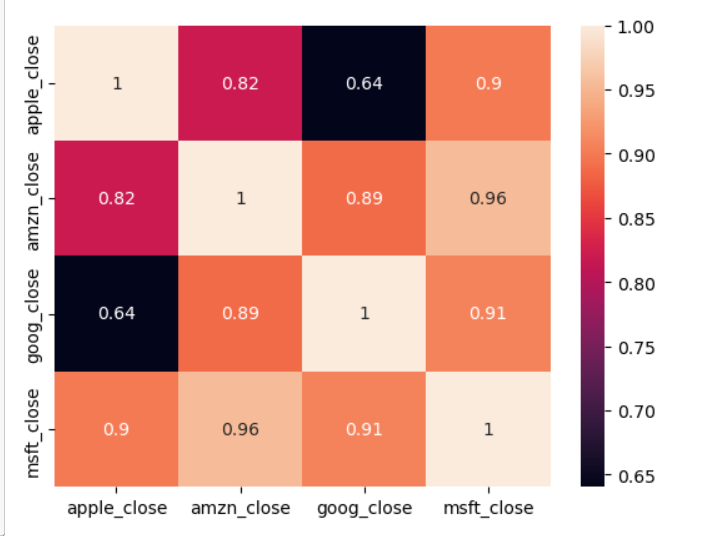 apple_close 1 0.82 0.64 0.9
amzn_close 0.82 1 0.89 0.96
goog_close 0.64 0.89 1 0.91
msft_close 0.9 0.96 0.91 1
apple_close amzn_close goog_close msft_close
1.00
0.95
0.90
0.85
0.80
0.75
0.70
0.65